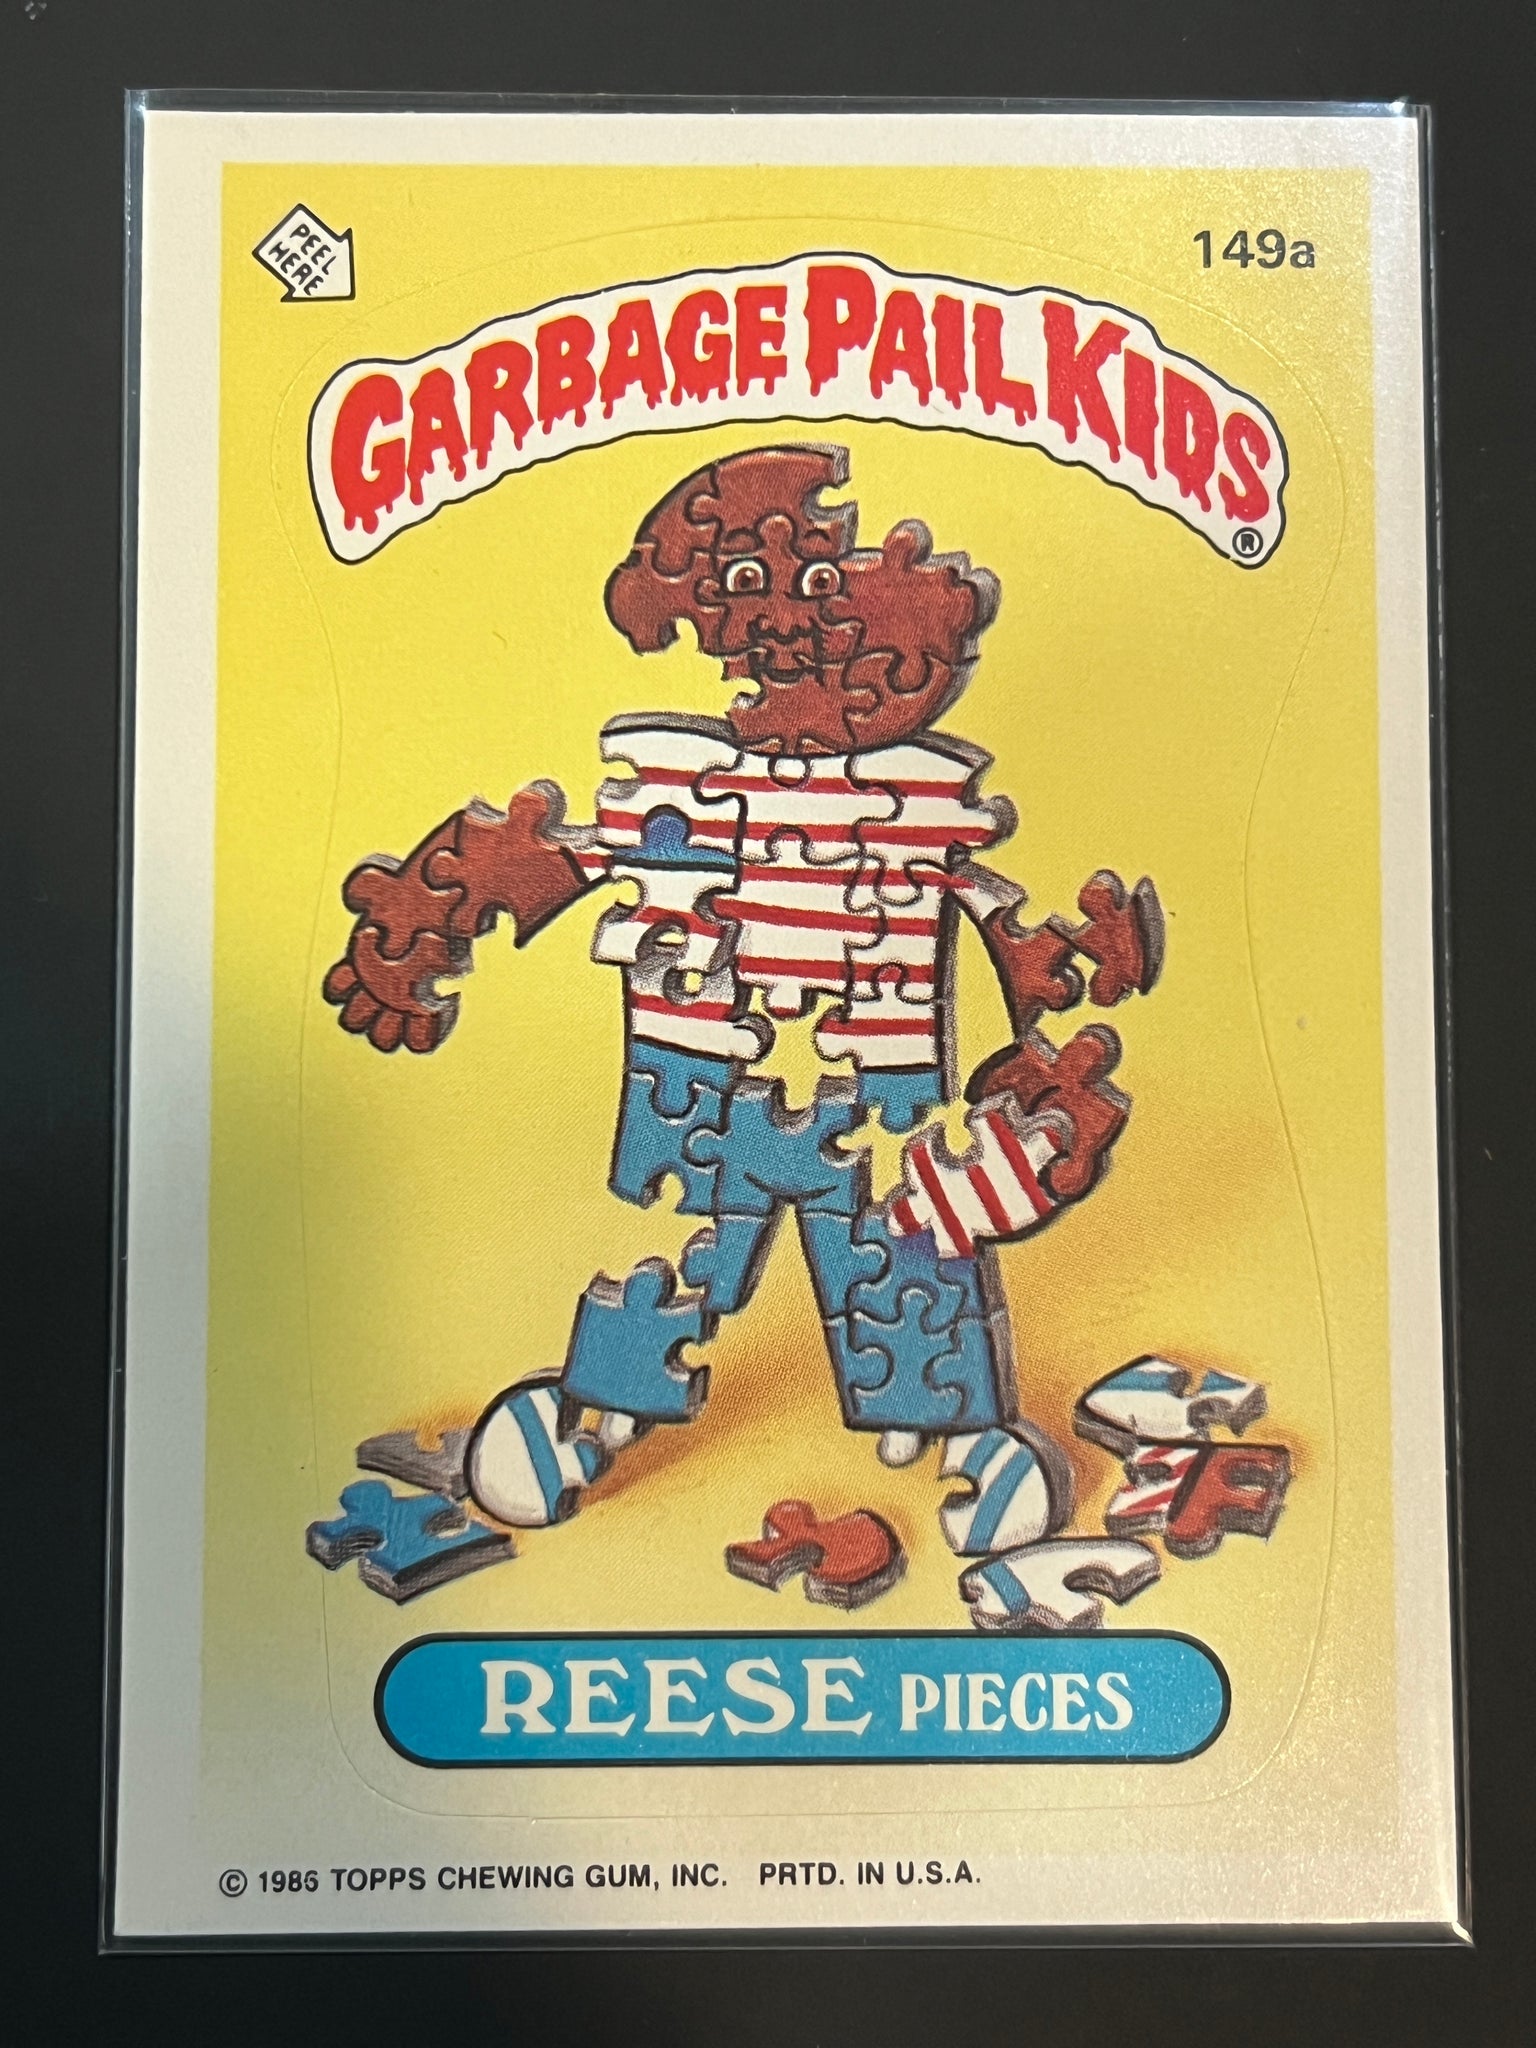 PEEL
HERE
149a
GARBAGE PAIL KIDS
®
REESE PIECES
© 1986 TOPPS CHEWING GUM, INC. PRTD. IN U.S.A.